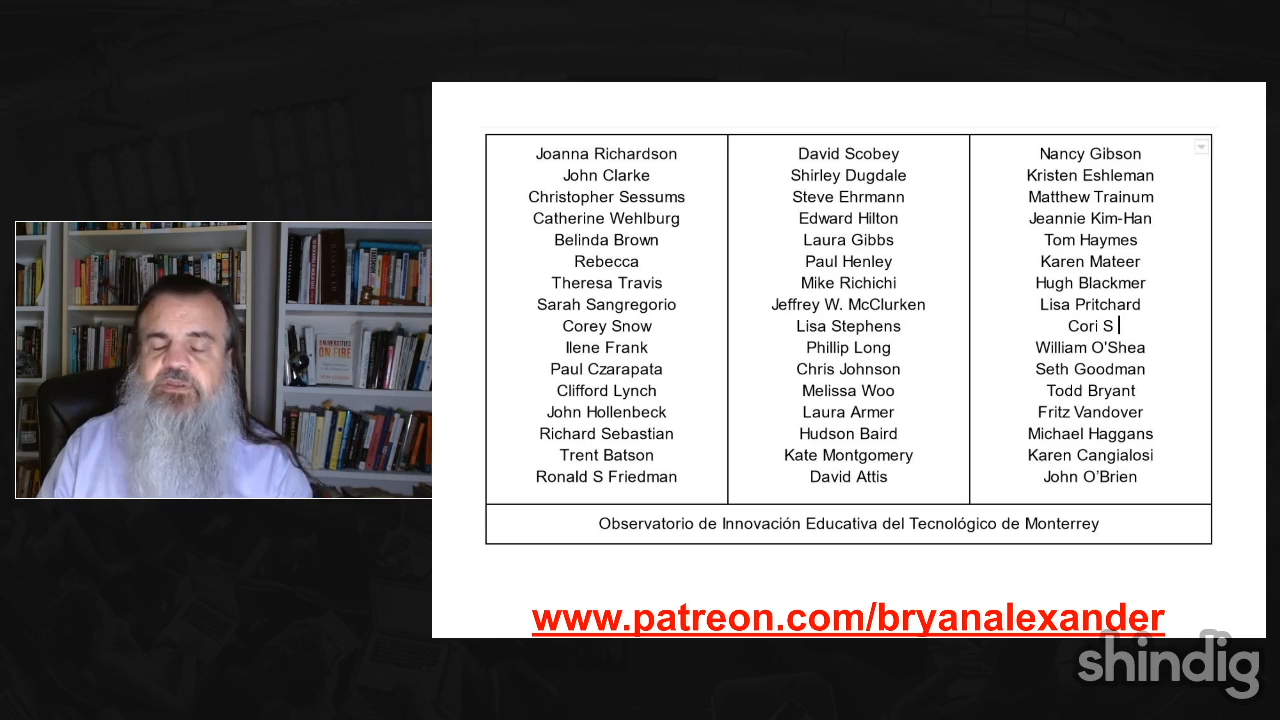 UNIVERSITIES
ON FIRE
Joanna Richardson
John Clarke
Christopher Sessums
Catherine Wehlburg
Belinda Brown
Rebecca
Theresa Travis
Sarah Sangregorio
Corey Snow
Ilene Frank
Paul Czarapata
Clifford Lynch
John Hollenbeck
Richard Sebastian
Trent Batson
Ronald S Friedman
David Scobey
Shirley Dugdale
Steve Ehrmann
Edward Hilton
Laura Gibbs
Paul Henley
Mike Richichi
Jeffrey W. McClurken
Lisa Stephens
Phillip Long
Chris Johnson
Melissa Woo
Laura Armer
Hudson Baird
Kate Montgomery
David Attis
Nancy Gibson
Kristen Eshleman
Matthew Trainum
Jeannie Kim-Han
Tom Haymes
Karen Mateer
Hugh Blackmer
Lisa Pritchard
Cori S
William O'Shea
Seth Goodman
Todd Bryant
Fritz Vandover
Michael Haggans
Karen Cangialosi
John O’Brien
Observatorio de Innovación Educativa del Tecnológico de Monterrey
www.patreon.com/bryanalexander
shindig